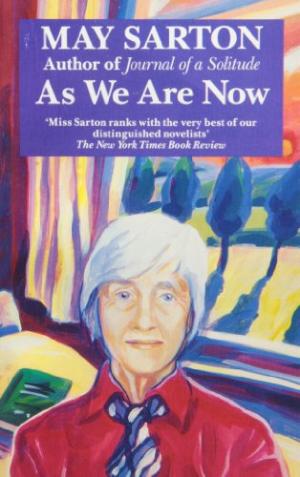 MAY SARTON
Author of Journal of a Solitude
As We Are Now
‘Miss Sarton ranks with the very best of our
distinguished novelists’
The New York Times Book Review